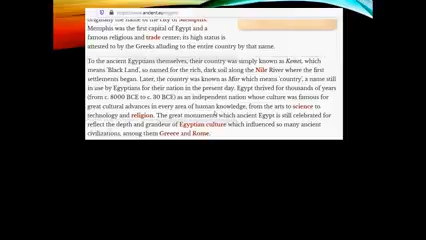 originally the name of the city of Memphis.
Memphis was the first capital of Egypt and a
famous religious and trade center; its high status is
attested to by the Greeks alluding to the entire country by that name.
To the ancient Egyptians themselves, their country was simply known as Kemet, which
means 'Black Land', so named for the rich, dark soil along the Nile River where the first
settlements began. Later, the country was known as Misr which means 'country', a name still
in use by Egyptians for their nation in the present day. Egypt thrived for thousands of years
(from c. 8000 BCE to c. 30 BCE) as an independent nation whose culture was famous for
great cultural advances in every area of human knowledge, from the arts to science to
technology and religion. The great monuments which ancient Egypt is still celebrated for
reflect the depth and grandeur of Egyptian culture which influenced so many ancient
civilizations, among them Greece and Rome.